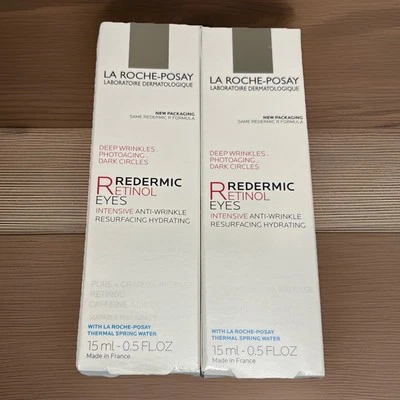 LA ROCHE-POSAY
LABORATOIRE DERMATOLOGIQUE
NEW PACKAGING
SAME REDERMIC R FORMULA
DEEP WRINKLES .
PHOTOAGING .
DARK CIRCLES
REDERMIC
RETINOL
EYES
INTENSIVE ANTI-WRINKLE
RESURFACING HYDRATING
RETINOL
CAFFEINE
WITH LA ROCHE-POSAY
THERMAL SPRING WATER
15 ml - 0.5 FL.OZ
Made in France
LA ROCHE-POSAY
LABORATOIRE DERMATOLOGIQUE
NEW PACKAGING
SAME REDERMIC R FORMULA
DEEP WRINKLES .
PHOTOAGING .
DARK CIRCLES
REDERMIC
RETINOL
EYES
INTENSIVE ANTI-WRINKLE
RESURFACING HYDRATING
WITH LA ROCHE-POSAY
THERMAL SPRING WATER
15 ml - 0.5 FL.OZ
Made in France